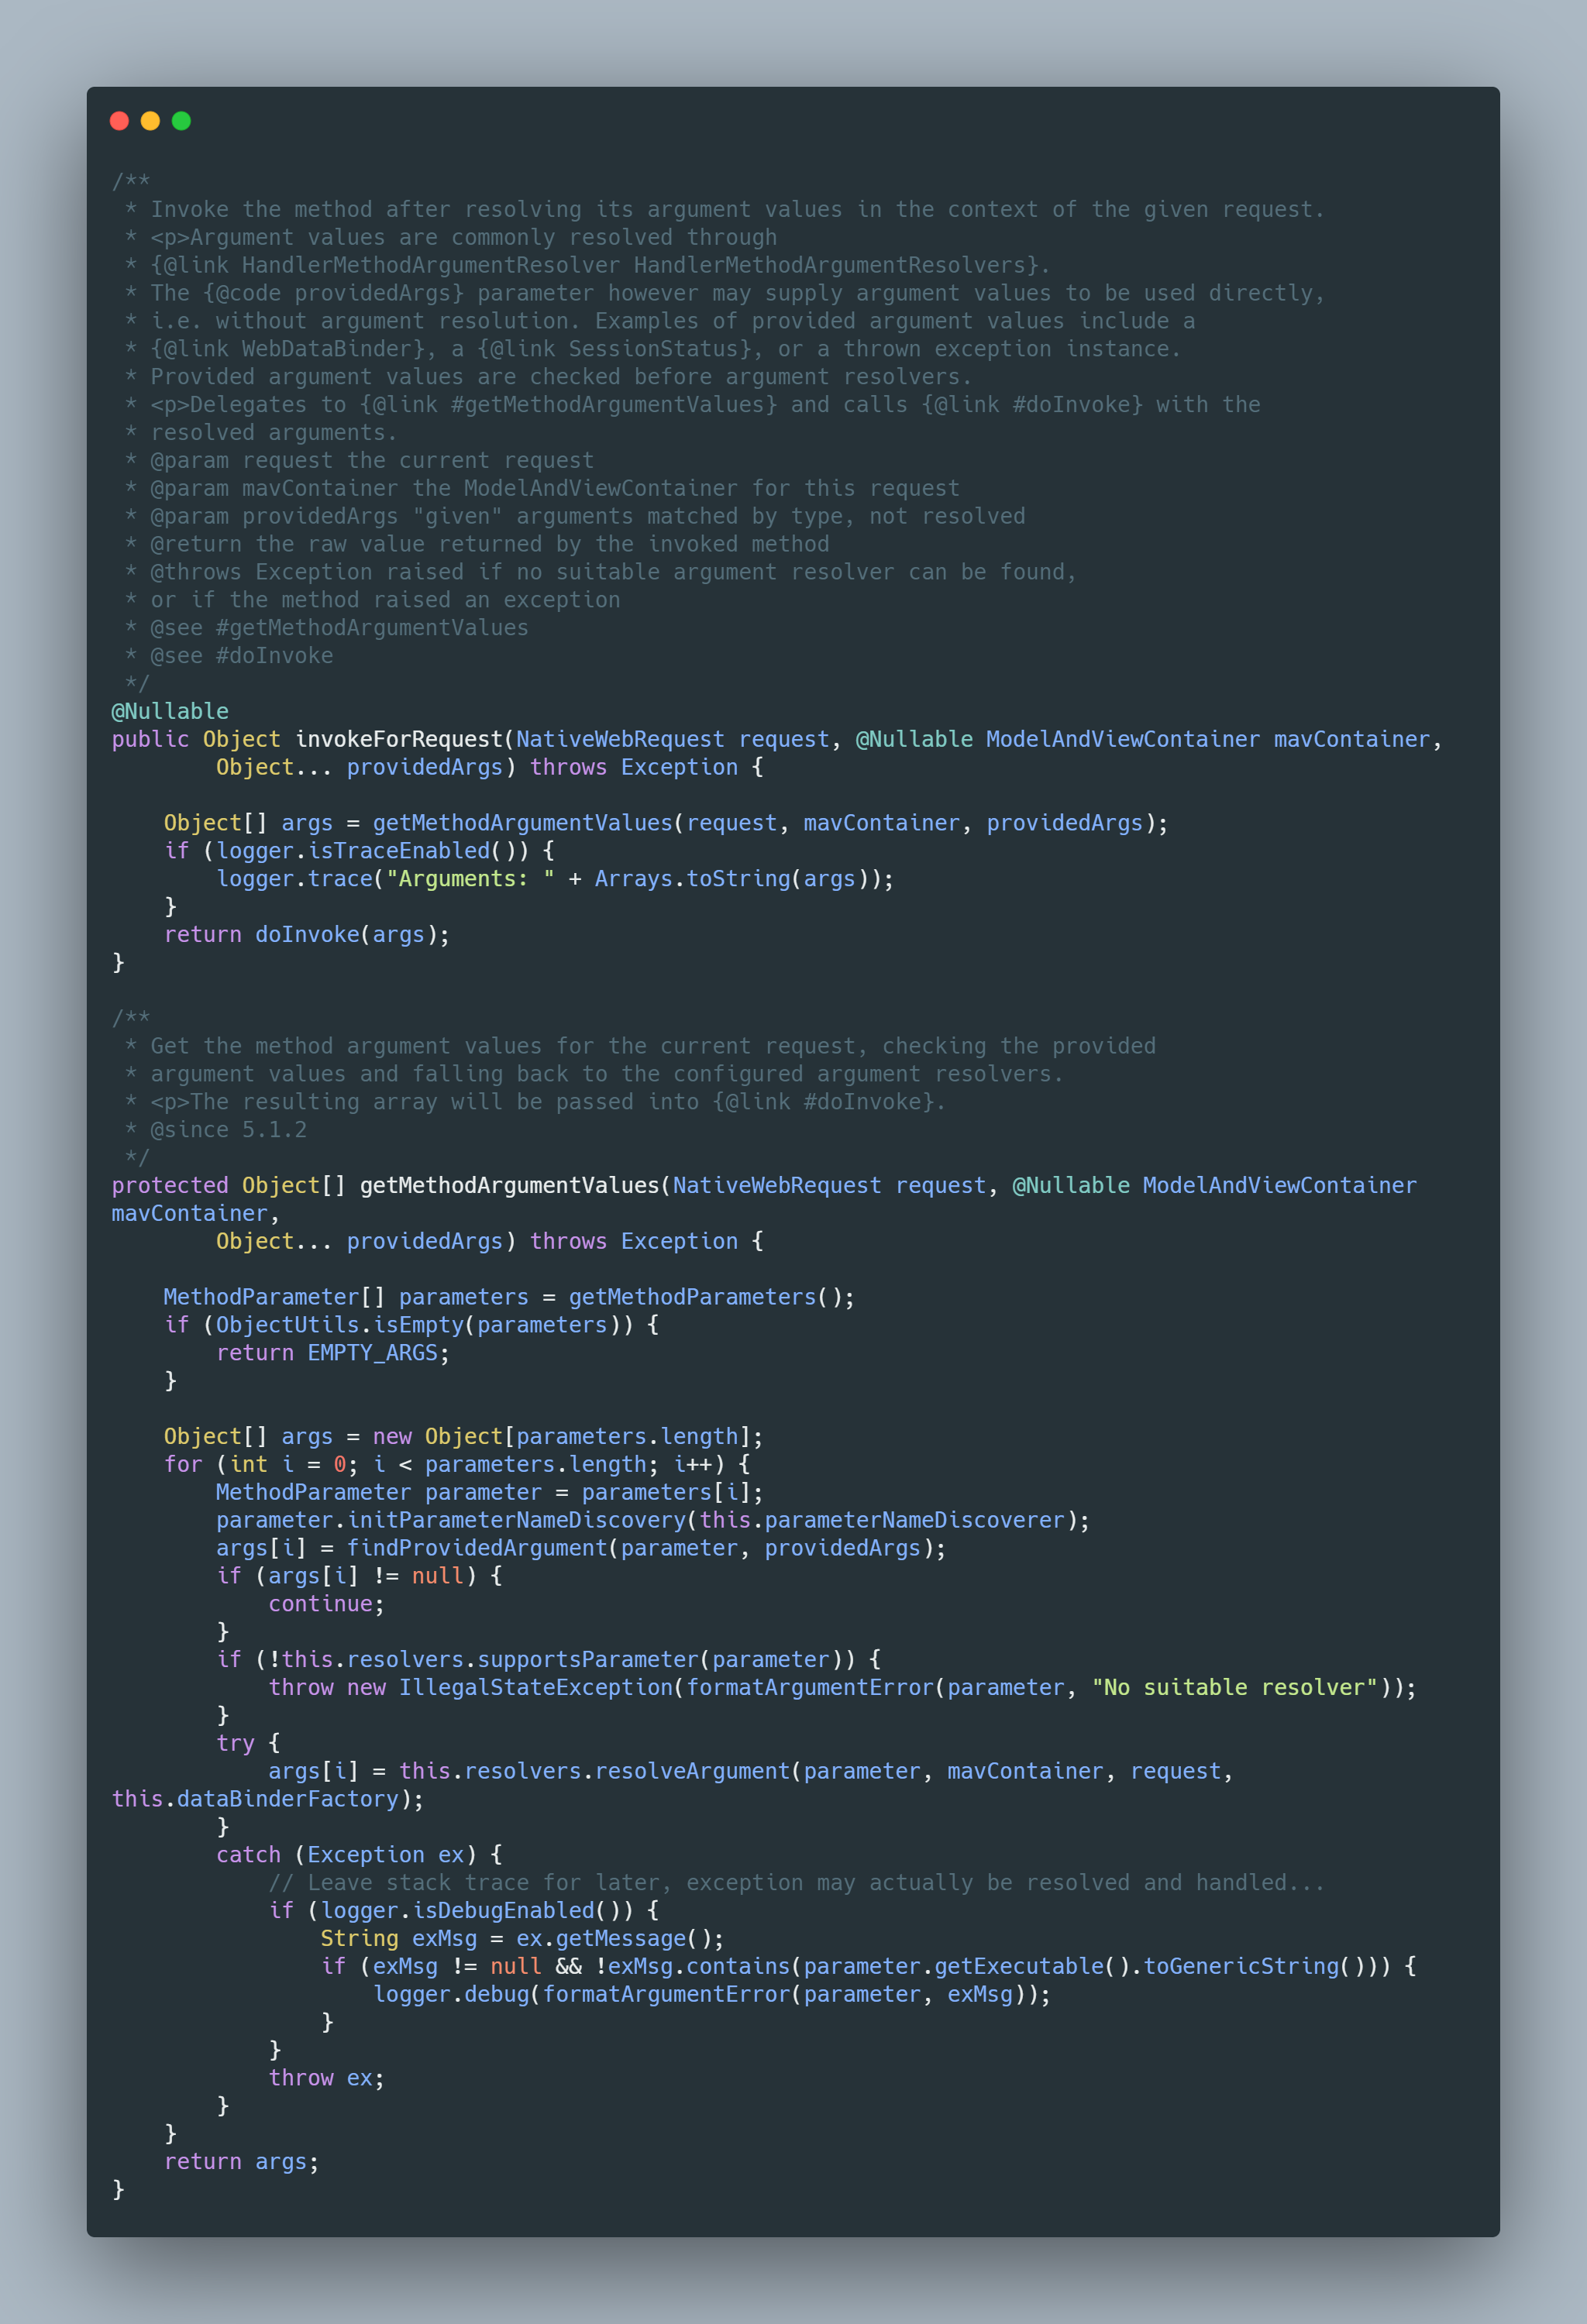 /**
 * Invoke the method after resolving its argument values in the context of the given request.
 * <p>Argument values are commonly resolved through
 * {@link HandlerMethodArgumentResolver HandlerMethodArgumentResolvers}.
 * The {@code providedArgs} parameter however may supply argument values to be used directly,
 * i.e. without argument resolution. Examples of provided argument values include a
 * {@link WebDataBinder}, a {@link SessionStatus}, or a thrown exception instance.
 * Provided argument values are checked before argument resolvers.
 * <p>Delegates to {@link #getMethodArgumentValues} and calls {@link #doInvoke} with the
 * resolved arguments.
 * @param request the current request
 * @param mavContainer the ModelAndViewContainer for this request
 * @param providedArgs "given" arguments matched by type, not resolved
 * @return the raw value returned by the invoked method
 * @throws Exception raised if no suitable argument resolver can be found,
 * or if the method raised an exception
 * @see #getMethodArgumentValues
 * @see #doInvoke
 */
@Nullable
public Object invokeForRequest(NativeWebRequest request, @Nullable ModelAndViewContainer mavContainer,
        Object... providedArgs) throws Exception {

    Object[] args = getMethodArgumentValues(request, mavContainer, providedArgs);
    if (logger.isTraceEnabled()) {
        logger.trace("Arguments: " + Arrays.toString(args));
    }
    return doInvoke(args);
}

/**
 * Get the method argument values for the current request, checking the provided
 * argument values and falling back to the configured argument resolvers.
 * <p>The resulting array will be passed into {@link #doInvoke}.
 * @since 5.1.2
 */
protected Object[] getMethodArgumentValues(NativeWebRequest request, @Nullable ModelAndViewContainer
mavContainer,
        Object... providedArgs) throws Exception {

    MethodParameter[] parameters = getMethodParameters();
    if (ObjectUtils.isEmpty(parameters)) {
        return EMPTY_ARGS;
    }

    Object[] args = new Object[parameters.length];
    for (int i = 0; i < parameters.length; i++) {
        MethodParameter parameter = parameters[i];
        parameter.initParameterNameDiscovery(this.parameterNameDiscoverer);
        args[i] = findProvidedArgument(parameter, providedArgs);
        if (args[i] != null) {
            continue;
        }
        if (!this.resolvers.supportsParameter(parameter)) {
            throw new IllegalStateException(formatArgumentError(parameter, "No suitable resolver"));
        }
        try {
            args[i] = this.resolvers.resolveArgument(parameter, mavContainer, request,
this.dataBinderFactory);
        }
        catch (Exception ex) {
            // Leave stack trace for later, exception may actually be resolved and handled...
            if (logger.isDebugEnabled()) {
                String exMsg = ex.getMessage();
                if (exMsg != null && !exMsg.contains(parameter.getExecutable().toGenericString())) {
                    logger.debug(formatArgumentError(parameter, exMsg));
                }
            }
            throw ex;
        }
    }
    return args;
}